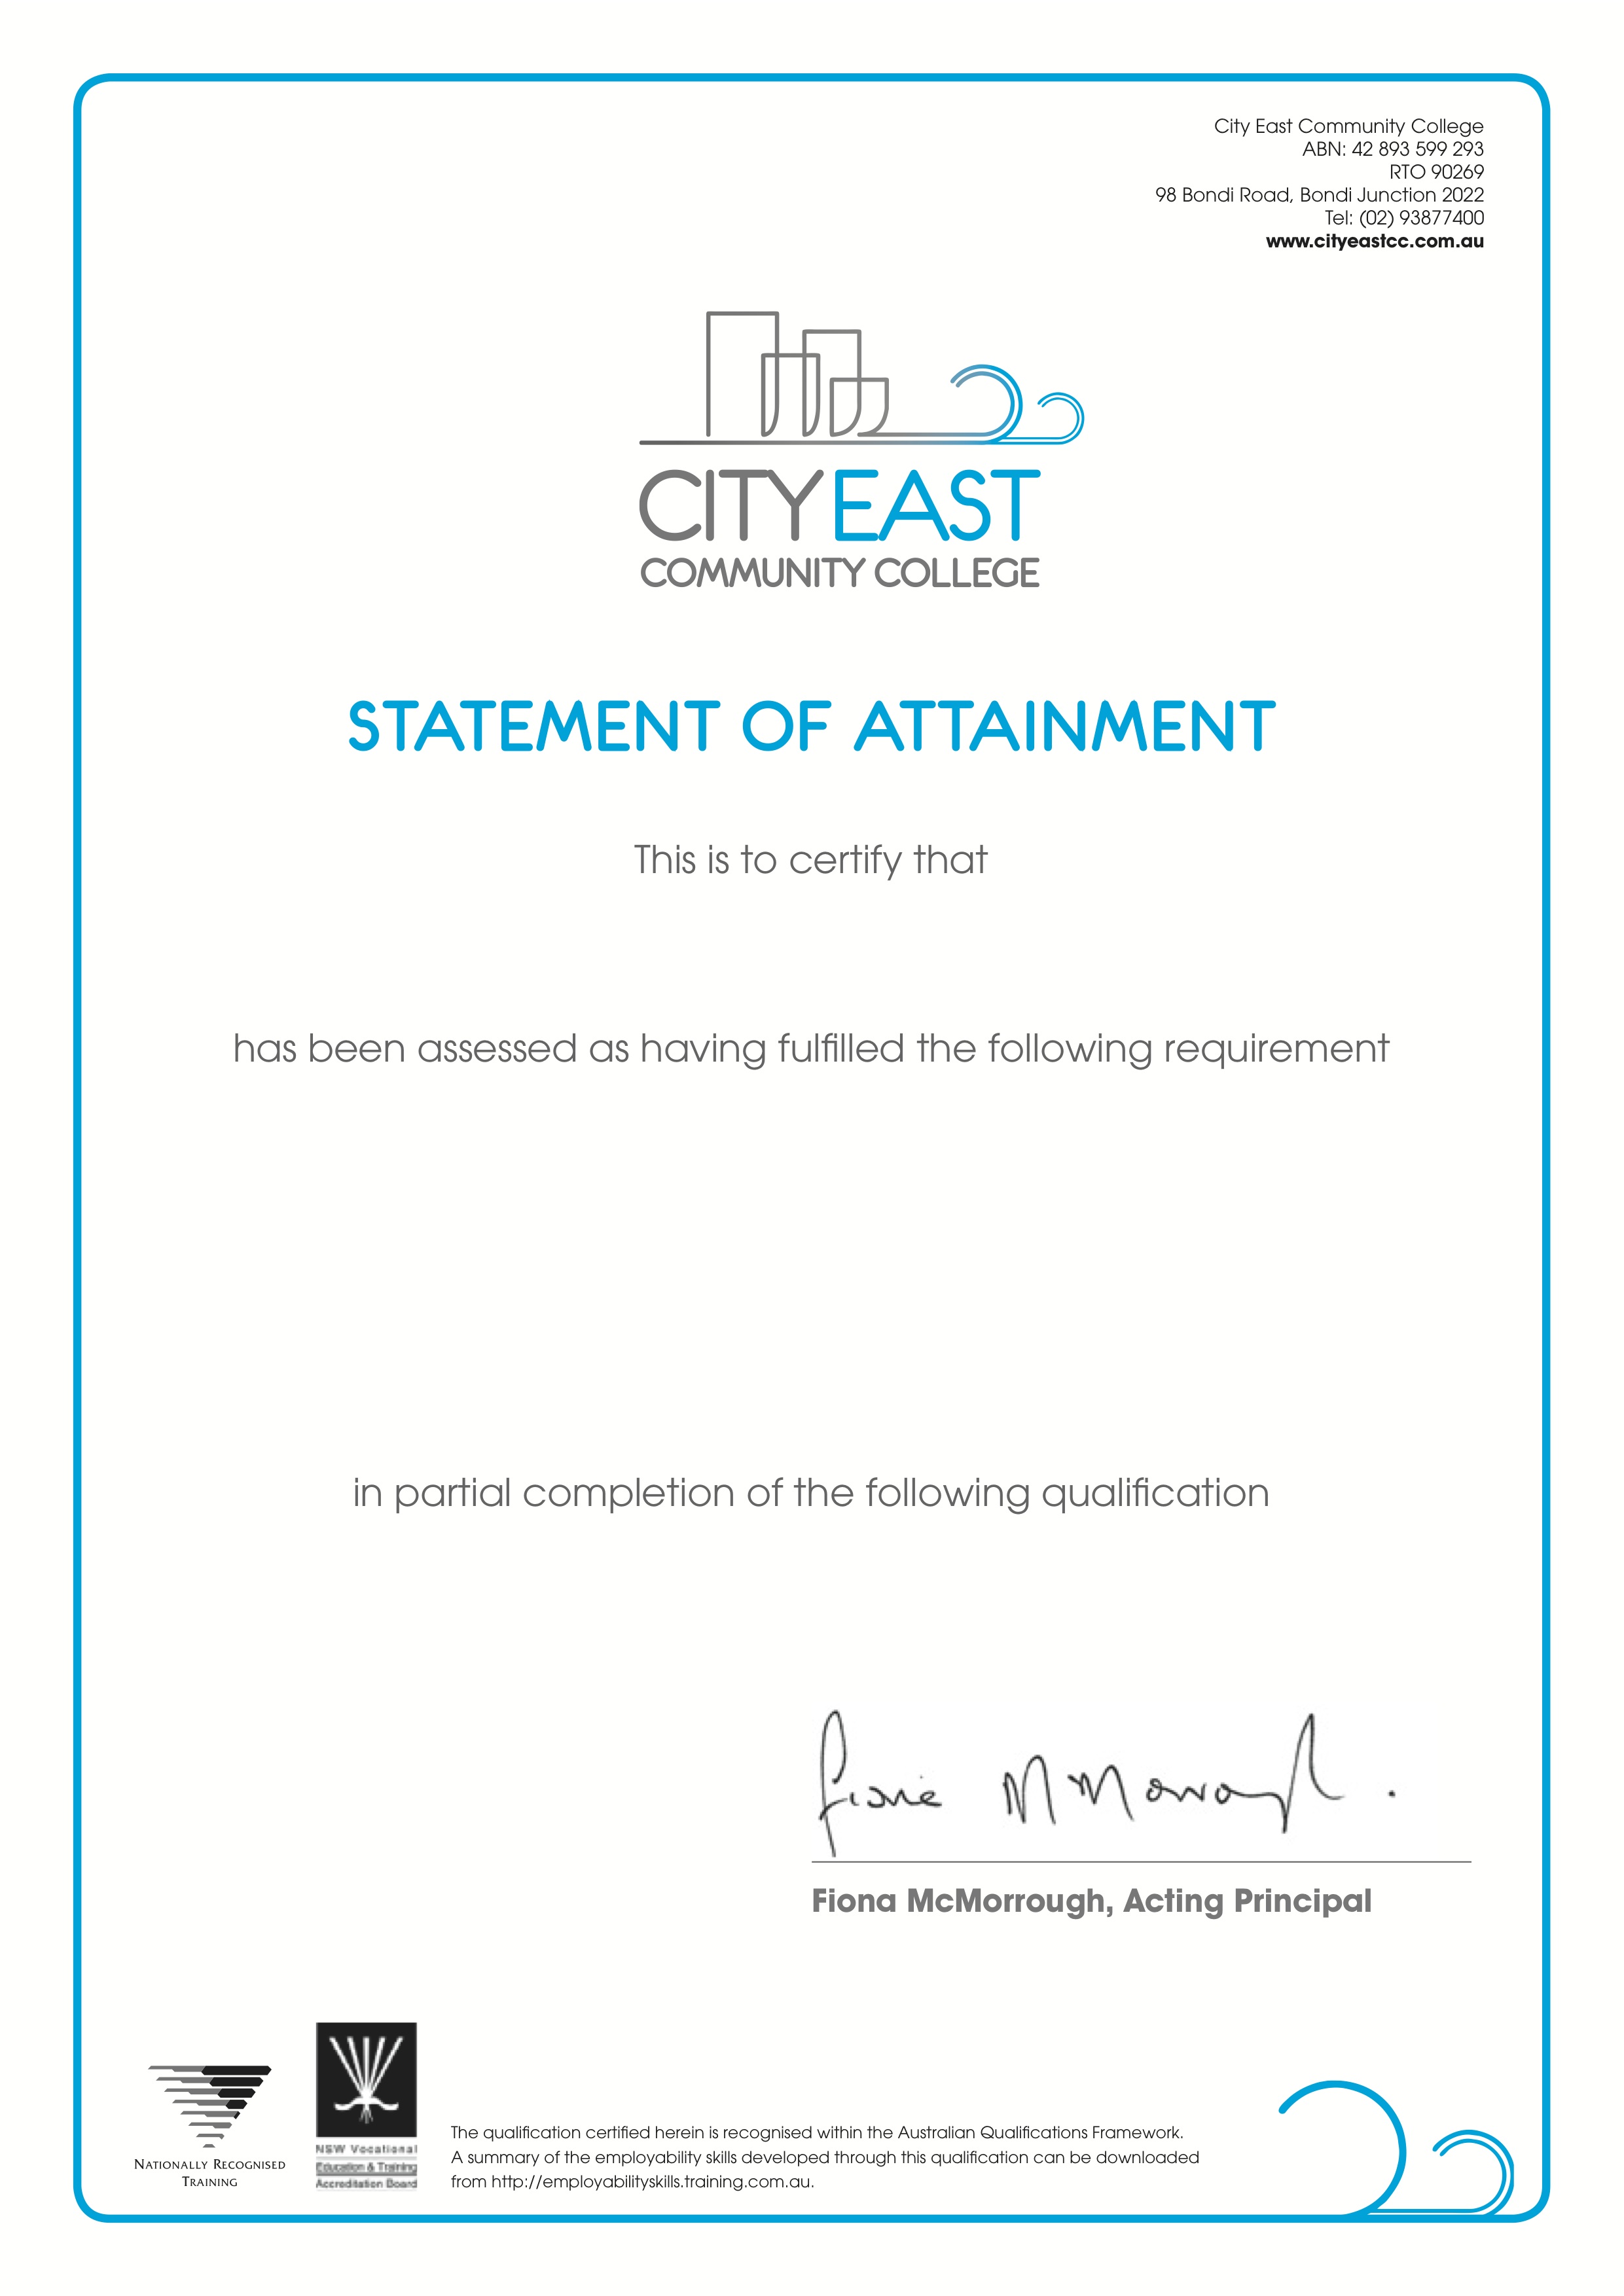 City East Community College
ABN: 42 893 599 293
RTO 90269
98 Bondi Road, Bondi Junction 2022
Tel: (02) 93877400
www.cityeastcc.com.au
CITYEAST
COMMUNITY COLLEGE
STATEMENT OF ATTAINMENT
This is to certify that
has been assessed as having fulfilled the following requirement
in partial completion of the following qualification
Fiona McMorrough
Fiona McMorrough, Acting Principal
NATIONALLY RECOGNISED
TRAINING
NSW Vocational
Education & Training
Accreditation Board
The qualification certified herein is recognised within the Australian Qualifications Framework.
A summary of the employability skills developed through this qualification can be downloaded
from http://employabilityskills.training.com.au.